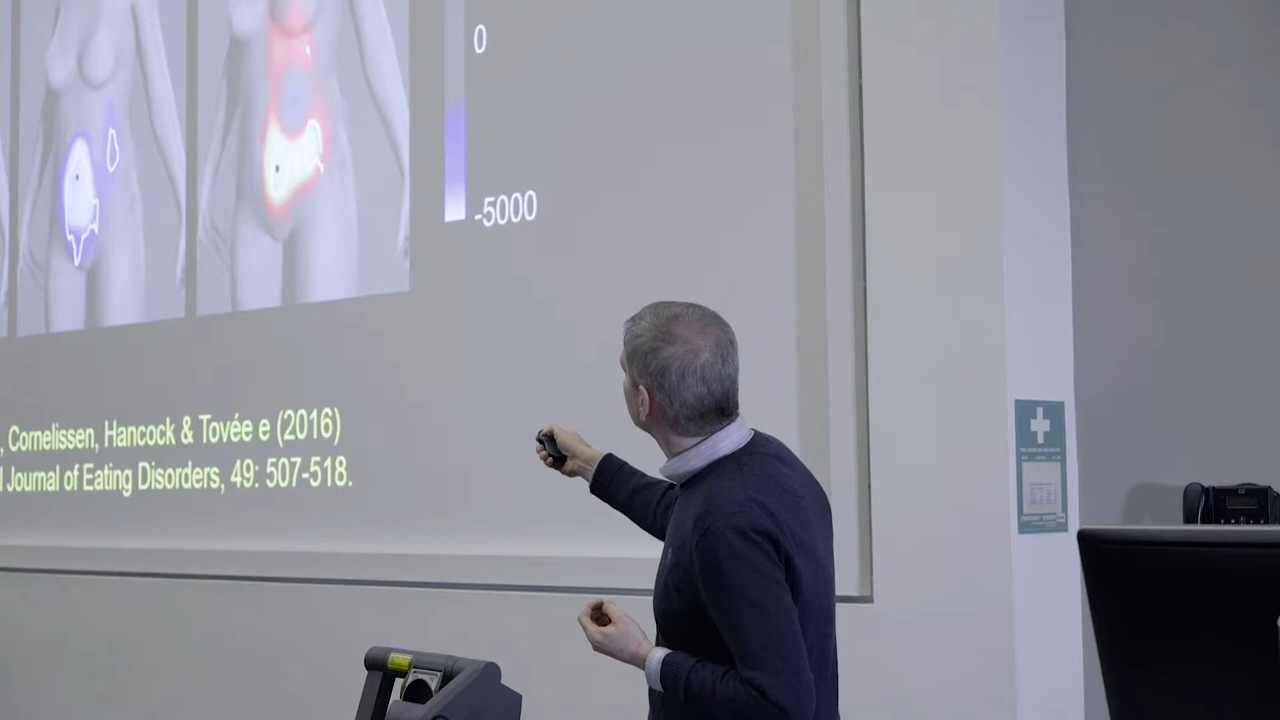 0
-5000
, Cornelissen, Hancock & Tovée e (2016)
l Journal of Eating Disorders, 49: 507-518.